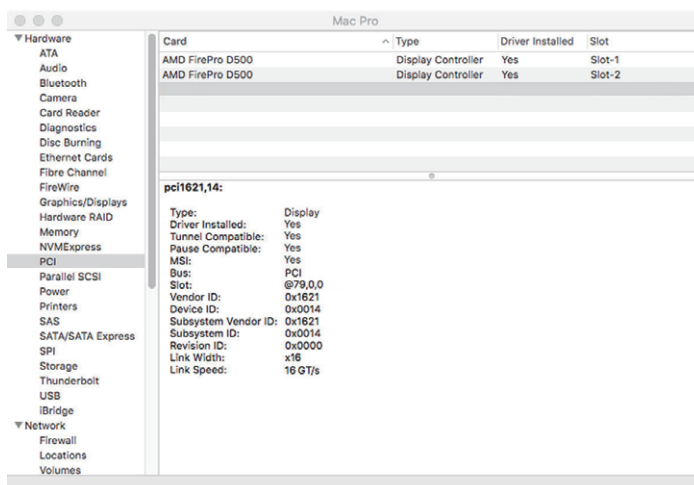 Mac Pro
Hardware
ATA
Audio
Bluetooth
Camera
Card Reader
Diagnostics
Disc Burning
Ethernet Cards
Fibre Channel
FireWire
Graphics/Displays
Hardware RAID
Memory
NVMExpress
PCI
Parallel SCSI
Power
Printers
SAS
SATA/SATA Express
SPI
Storage
Thunderbolt
USB
iBridge
Network
Firewall
Locations
Volumes
Card Type Driver Installed Slot
AMD FirePro D500 Display Controller Yes Slot-1
AMD FirePro D500 Display Controller Yes Slot-2
pci1621,14:
Type: Display
Driver Installed: Yes
Tunnel Compatible: Yes
Pause Compatible: Yes
MSI: Yes
Bus: PCI
Slot: @79,0,0
Vendor ID: 0x1621
Device ID: 0x0014
Subsystem Vendor ID: 0x1621
Subsystem ID: 0x0014
Revision ID: 0x0000
Link Width: x16
Link Speed: 16 GT/s